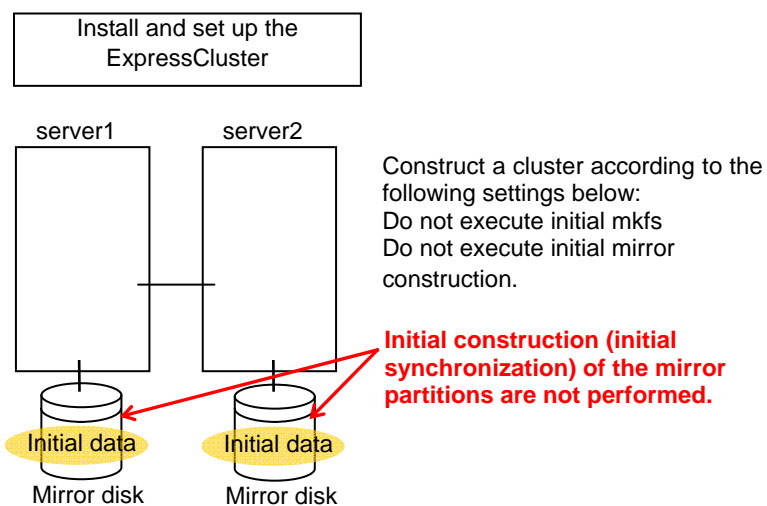 Install and set up the
ExpressCluster
server1
server2
Construct a cluster according to the
following settings below:
Do not execute initial mkfs
Do not execute initial mirror
construction.
Initial construction (initial
synchronization) of the mirror
partitions are not performed.
Initial data
Initial data
Mirror disk
Mirror disk